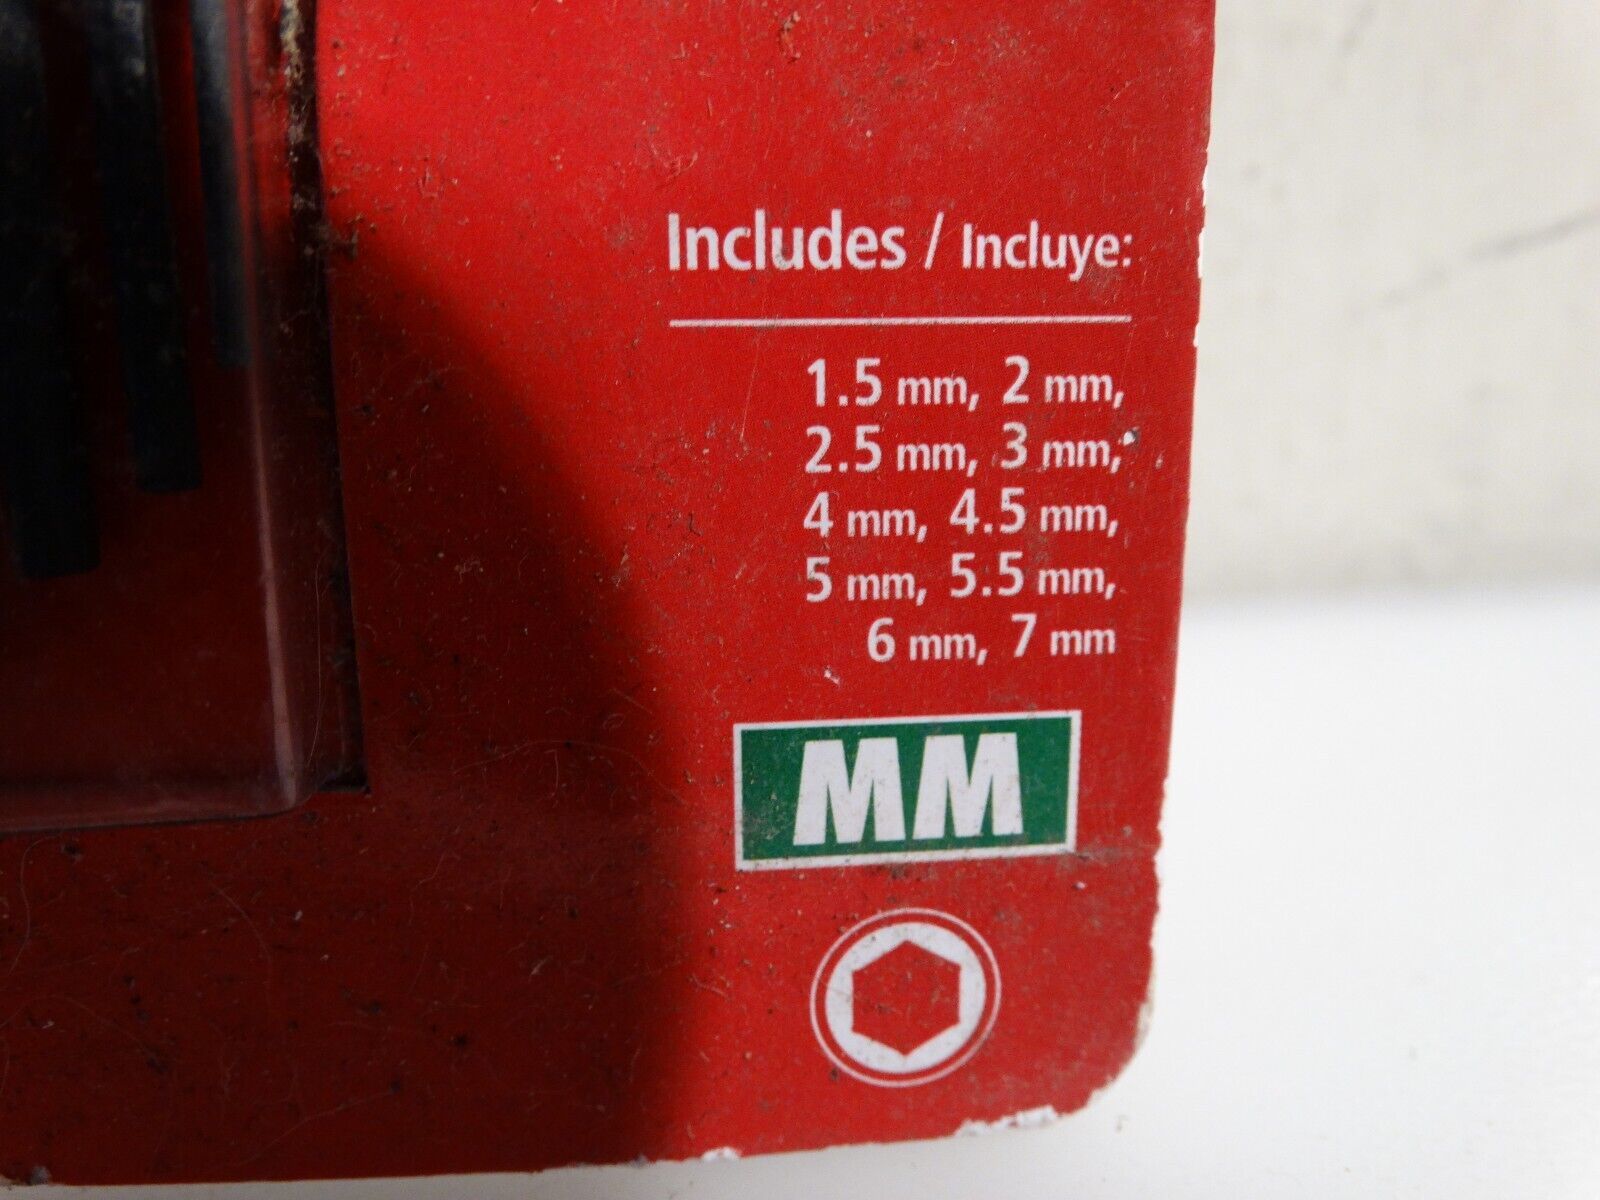 Includes / Incluye:
1.5 mm, 2 mm,
2.5 mm, 3 mm,
4 mm, 4.5 mm,
5 mm, 5.5 mm,
6 mm, 7 mm
MM